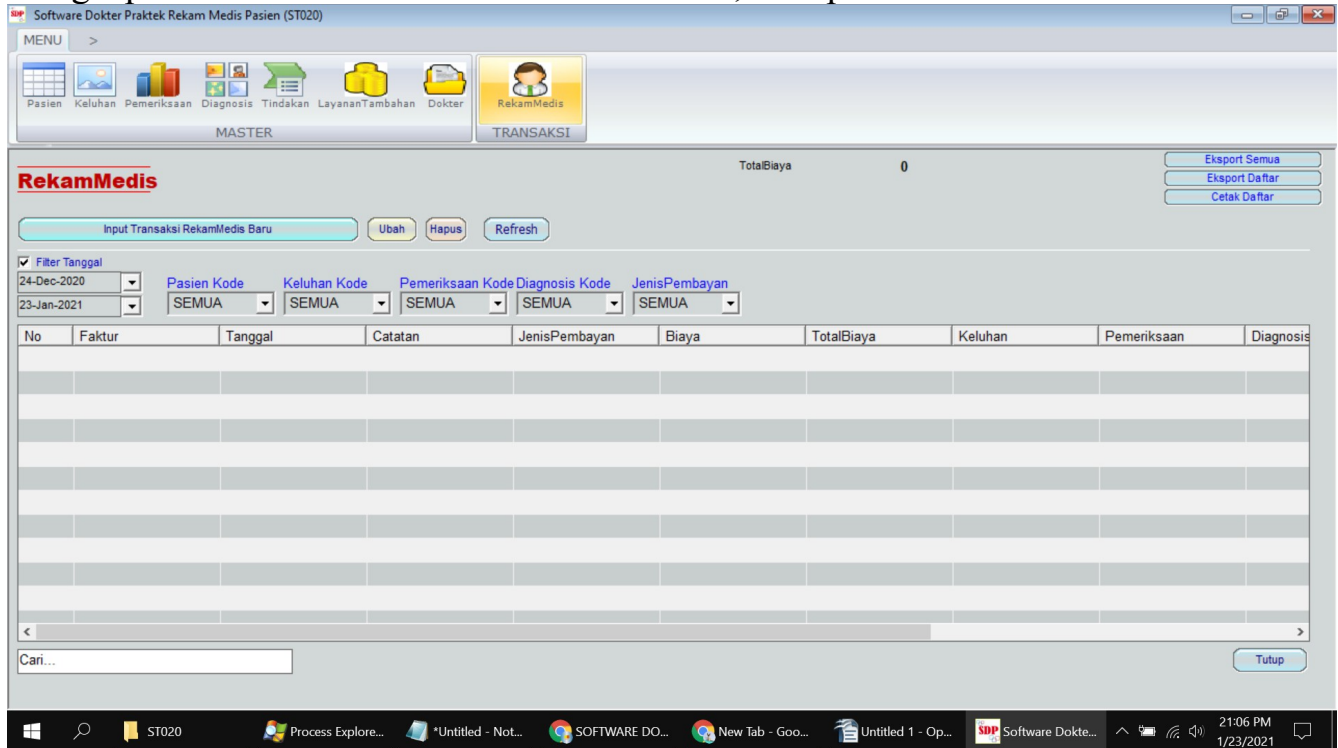 Software Dokter Praktek Rekam Medis Pasien (ST020)
MENU >
Pasien Keluhan Pemeriksaan Diagnosis Tindakan LayananTambahan Dokter RekamMedis
MASTER TRANSAKSI
RekamMedis
TotalBiaya 0
Eksport Semua
Eksport Daftar
Cetak Daftar
Input Transaksi RekamMedis Baru Ubah Hapus Refresh
Filter Tanggal
24-Dec-2020
23-Jan-2021
Pasien Kode Keluhan Kode Pemeriksaan Kode Diagnosis Kode JenisPembayan
SEMUA SEMUA SEMUA SEMUA SEMUA
No Faktur Tanggal Catatan JenisPembayan Biaya TotalBiaya Keluhan Pemeriksaan Diagnosis
Cari... Tutup
ST020 Process Explore... *Untitled - Not... SOFTWARE DO... New Tab - Goo... Untitled 1 - Op... SDP Software Dokte... 21:06 PM
1/23/2021